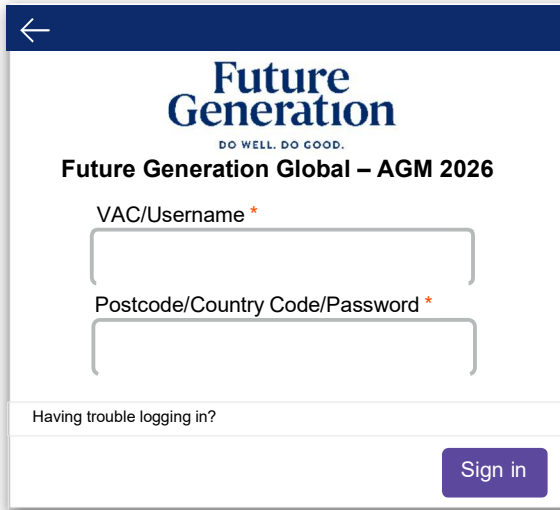 Future
Generation
DO WELL. DO GOOD.
Future Generation Global – AGM 2026
VAC/Username *
Postcode/Country Code/Password *
Having trouble logging in?
Sign in